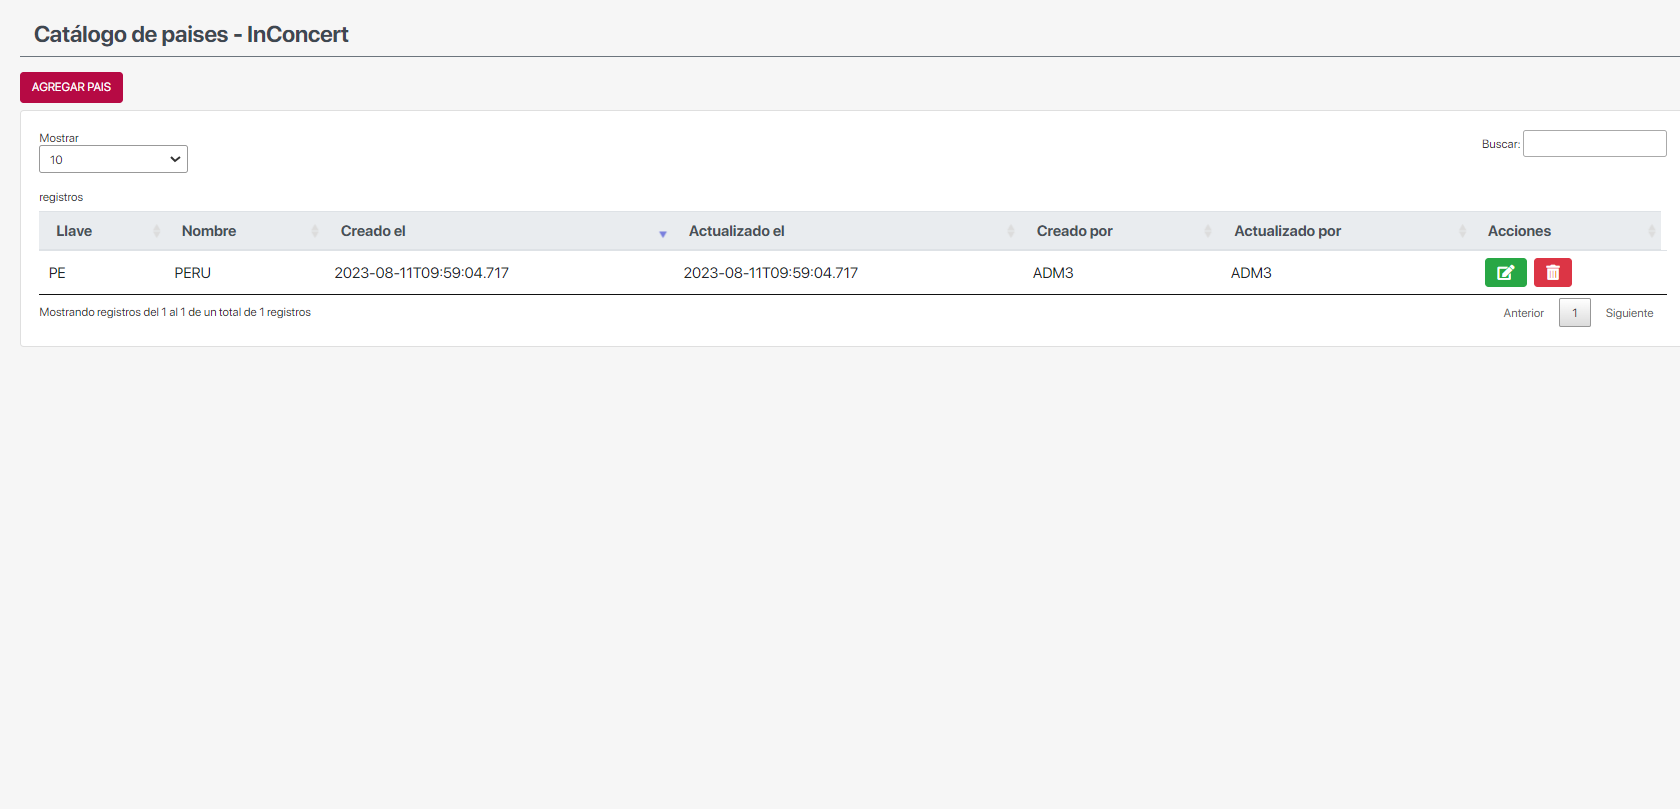 Catálogo de paises - InConcert
AGREGAR PAIS
Mostrar
10
registros
Buscar:
Llave Nombre Creado el Actualizado el Creado por Actualizado por Acciones
PE PERU 2023-08-11T09:59:04.717 2023-08-11T09:59:04.717 ADM3 ADM3
Mostrando registros del 1 al 1 de un total de 1 registros
Anterior 1 Siguiente